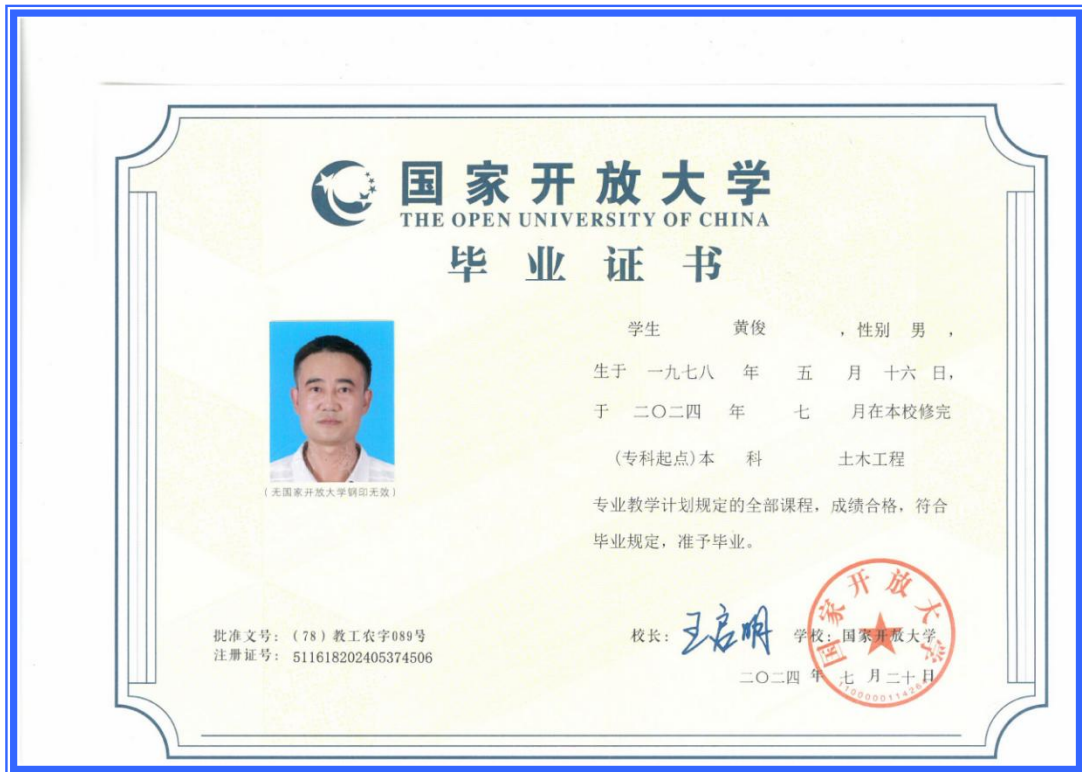 国家开放大学
THE OPEN UNIVERSITY OF CHINA
毕业证书
学生 黄俊 ，性别 男 ，
生于 一九七八 年 五 月 十六 日，
于 二〇二四 年 七 月在本校修完
(专科起点)本 科 土木工程
专业教学计划规定的全部课程，成绩合格，符合
毕业规定，准予毕业。
(无国家开放大学钢印无效)
批准文号：(78)教工农字089号
注册证号：511618202405374506
校长：王启明 学校：国家开放大学
二〇二四 年 七 月二十日
国家开放大学